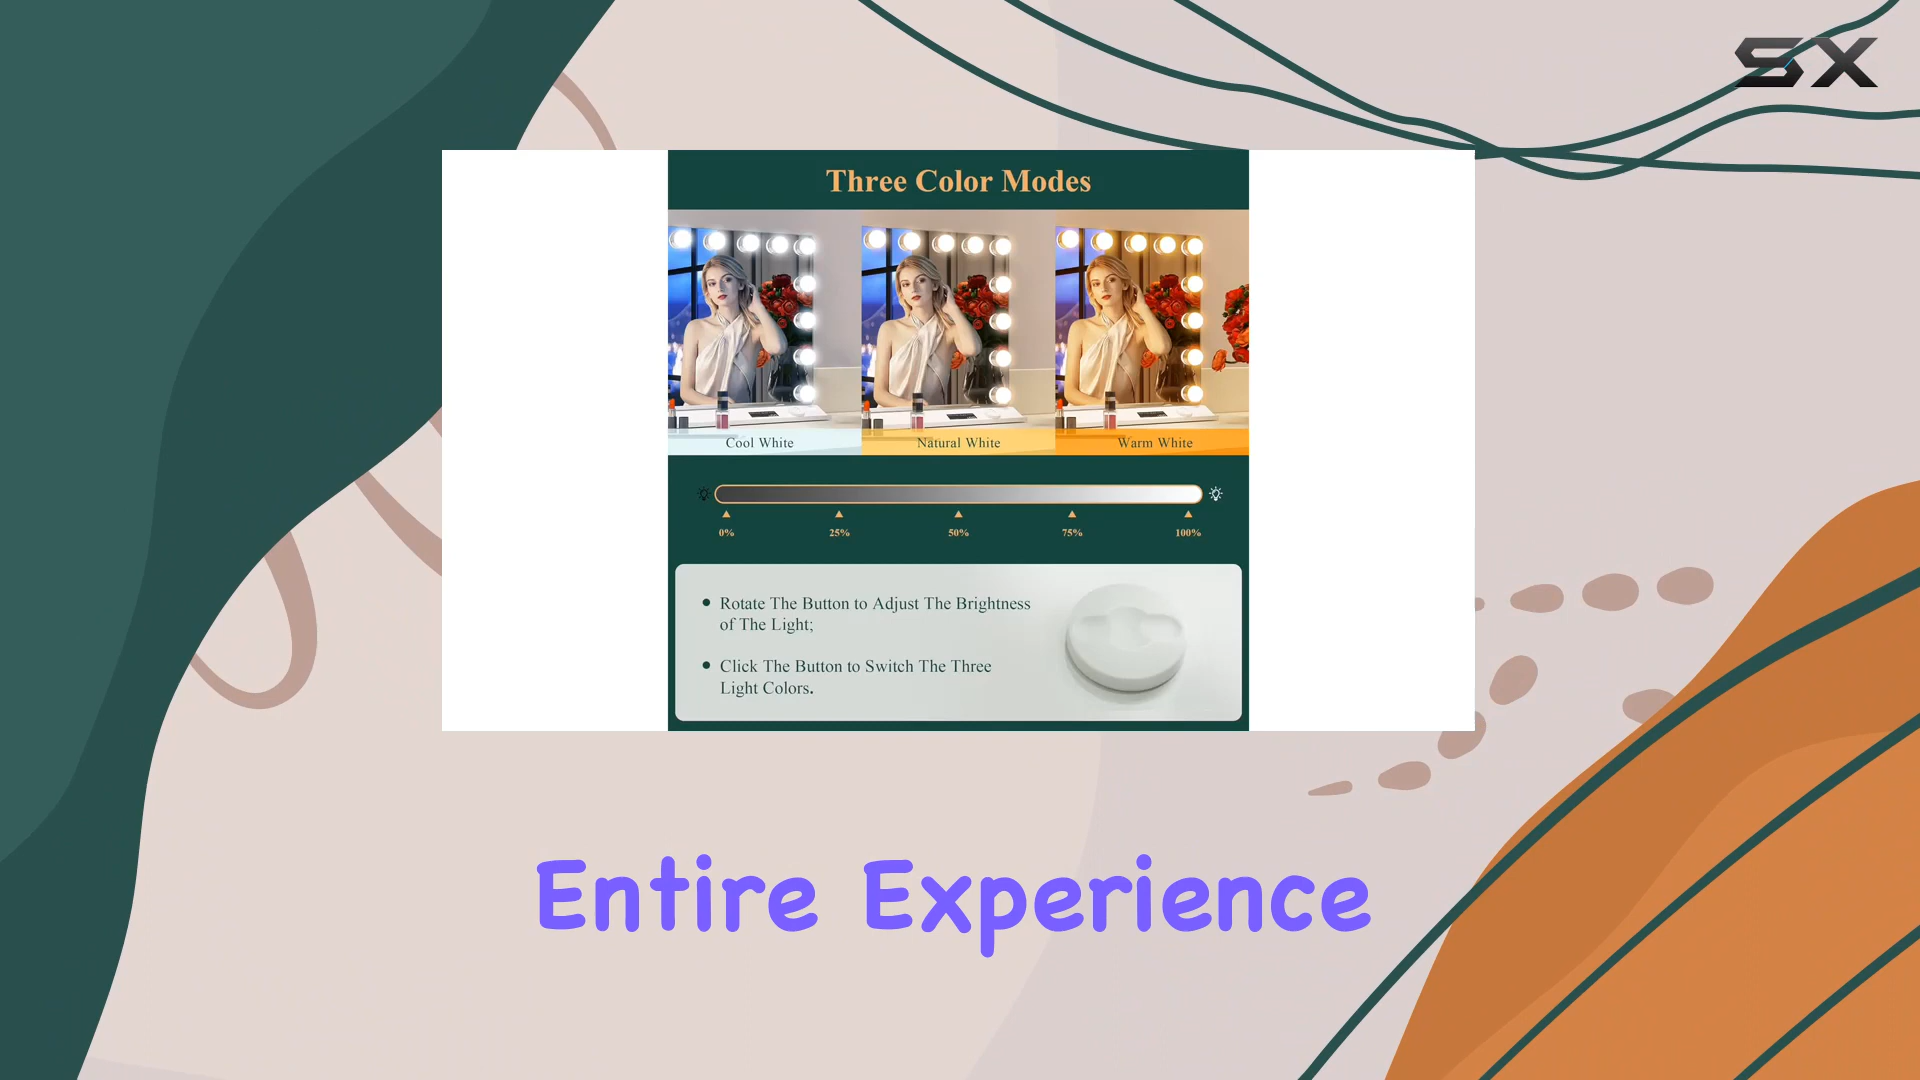 SX
Three Color Modes
Cool White
Natural White
Warm White
0%
25%
50%
75%
100%
• Rotate The Button to Adjust The Brightness
of The Light;
• Click The Button to Switch The Three
Light Colors.
Entire Experience